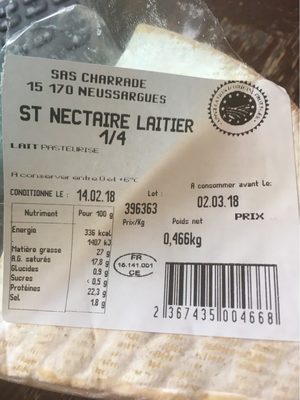 SAS CHARRADE
15 170 NEUSSARGUES
ST NECTAIRE LAITIER
1/4
LAIT PASTEURISE
A conserver entre 0 et +6°C
CONDITIONNE LE : 14.02.18
Lot :
396363
A consommer avant le:
02.03.18
Nutriment Pour 100 g
Energie 336 kcal
1407 kJ
Matière grasse 27 g
A.G. saturés 17,8 g
Glucides 0.9 g
Sucres < 0,5 g
Protéines 22.3 g
Sel 1.8 g
Prix/Kg
Poids net
PRIX
0,466kg
FR
15.141.001
CE
2 367435 004668